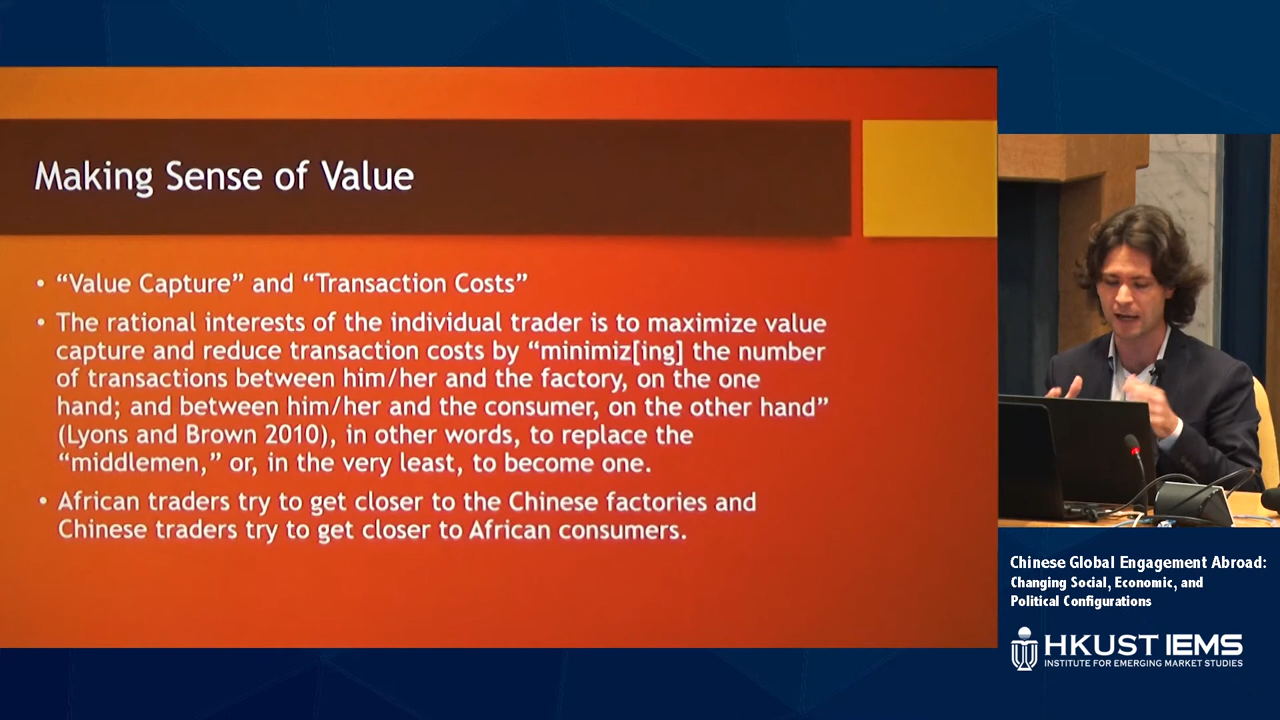 Making Sense of Value
• “Value Capture” and “Transaction Costs”
• The rational interests of the individual trader is to maximize value
capture and reduce transaction costs by “minimiz[ing] the number
of transactions between him/her and the factory, on the one
hand; and between him/her and the consumer, on the other hand”
(Lyons and Brown 2010), in other words, to replace the
“middlemen,” or, in the very least, to become one.
• African traders try to get closer to the Chinese factories and
Chinese traders try to get closer to African consumers.
Chinese Global Engagement Abroad:
Changing Social, Economic, and
Political Configurations
HKUST IEMS
INSTITUTE FOR EMERGING MARKET STUDIES